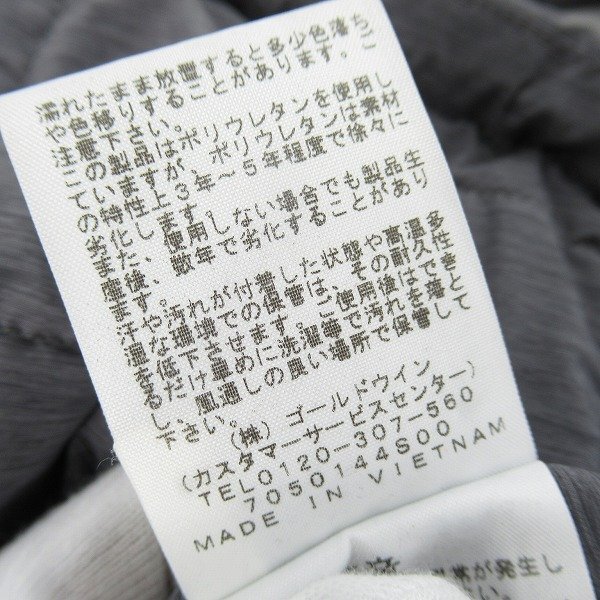 濡れたまま放置すると多少色落ち
や色移りすることがあります。ご
注意下さい。
この製品はポリウレタンを使用し
ていますが、ポリウレタンは素材
の特性上3年～5年程度で徐々に
劣化します。使用しない場合でも製品生
産後、数年で劣化することがあり
ます。
汗や汚れが付着した状態や高温多
湿な場所での保管は、その耐久性
を低下させます。ご使用後はでき
るだけ早めに洗濯等で汚れを落と
し風通しの良い場所で保管して
下さい。
(株)ゴールドウイン
(カスタマーサービスセンター)
TEL0120-307-560
7050144S00
MADE IN VIETNAM
が発生し